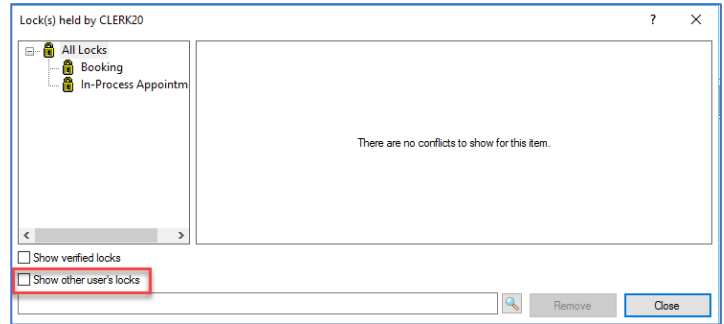 Lock(s) held by CLERK20
?
All Locks
Booking
In-Process Appointm
There are no conflicts to show for this item.
Show verified locks
Show other user's locks
Remove
Close